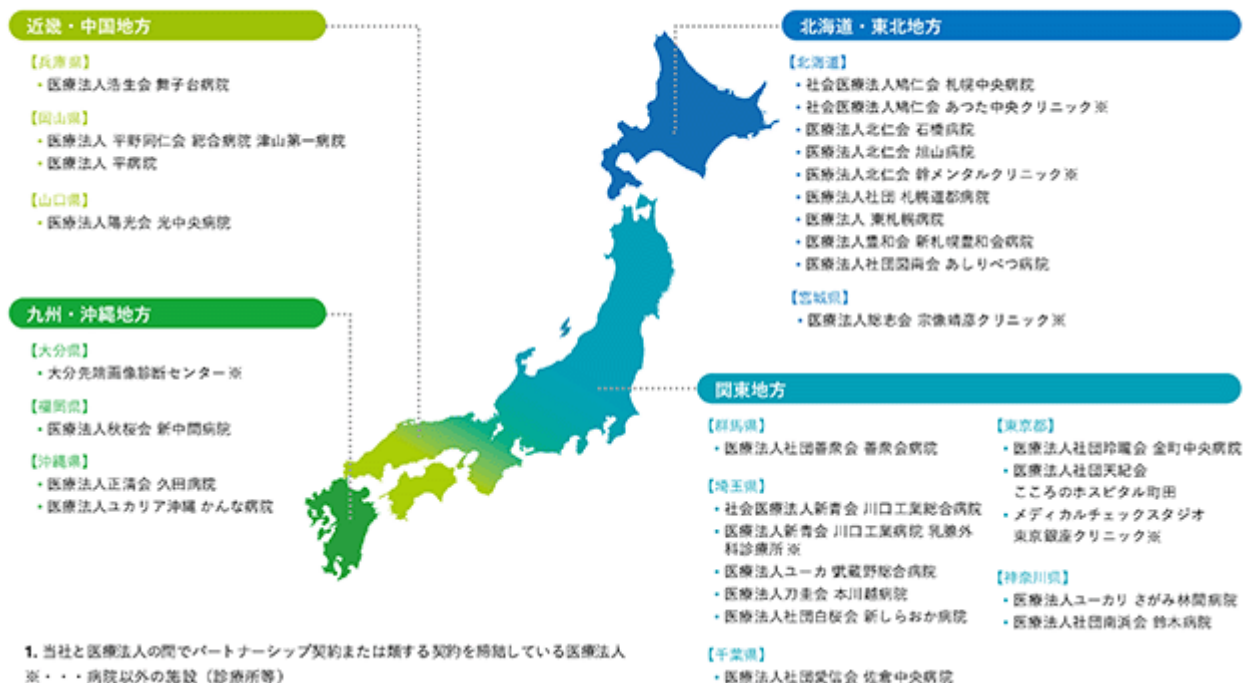 近畿・中国地方
【兵庫県】
・医療法人浩生会 舞子台病院
【岡山県】
・医療法人 平野同仁会 総合病院 津山第一病院
・医療法人 平病院
【山口県】
・医療法人陽光会 光中央病院
九州・沖縄地方
【大分県】
・大分先端画像診断センター※
【福岡県】
・医療法人秋桜会 新中間病院
【沖縄県】
・医療法人正清会 久田病院
・医療法人ユカリア沖縄 かんな病院
北海道・東北地方
【北海道】
・社会医療法人鳩仁会 札幌中央病院
・社会医療法人鳩仁会 あつた中央クリニック※
・医療法人北仁会 石橋病院
・医療法人北仁会 旭山病院
・医療法人北仁会 幹メンタルクリニック※
・医療法人社団 札幌道都病院
・医療法人 東札幌病院
・医療法人豊和会 新札幌豊和会病院
・医療法人社団図南会 あしりべつ病院
【宮城県】
・医療法人総志会 宗像靖彦クリニック※
関東地方
【群馬県】
・医療法人社団善衆会 善衆会病院
【埼玉県】
・社会医療法人新青会 川口工業総合病院
・医療法人新青会 川口工業病院 乳腺外
科診療所※
・医療法人ユーカ 武蔵野総合病院
・医療法人刀圭会 本川越病院
・医療法人社団白桜会 新しらおか病院
【千葉県】
・医療法人社団愛信会 佐倉中央病院
【東京都】
・医療法人社団玲瓏会 金町中央病院
・医療法人社団天紀会
こころのホスピタル町田
・メディカルチェックスタジオ
東京銀座クリニック※
【神奈川県】
・医療法人ユーカリ さがみ林間病院
・医療法人社団南浜会 鈴木病院
1. 当社と医療法人の間でパートナーシップ契約または類する契約を締結している医療法人
※・・・病院以外の施設（診療所等）